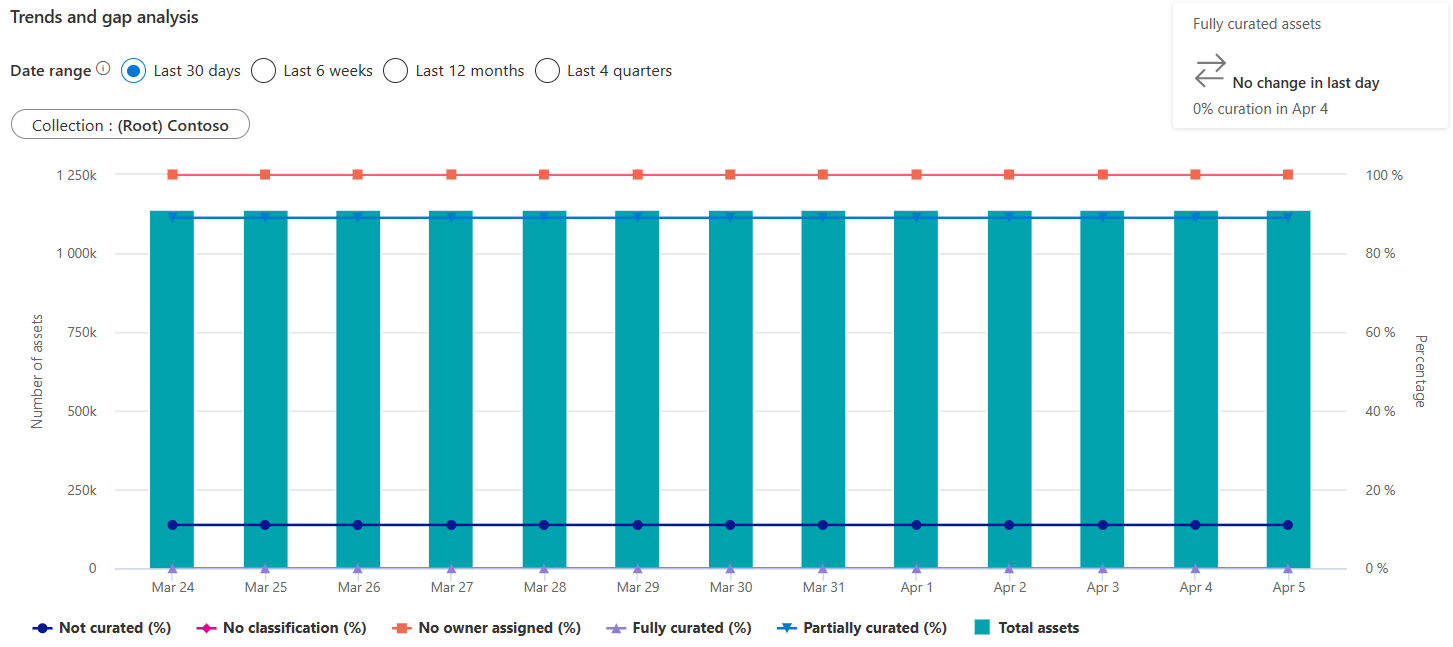 Trends and gap analysis
Fully curated assets
Date range Last 30 days Last 6 weeks Last 12 months Last 4 quarters
No change in last day
0% curation in Apr 4
Collection : (Root) Contoso
1 250k 100 %
1 000k 80 %
750k 60 %
500k 40 %
250k 20 %
0 0 %
Number of assets
Percentage
Mar 24 Mar 25 Mar 26 Mar 27 Mar 28 Mar 29 Mar 30 Mar 31 Apr 1 Apr 2 Apr 3 Apr 4 Apr 5
Not curated (%) No classification (%) No owner assigned (%) Fully curated (%) Partially curated (%) Total assets